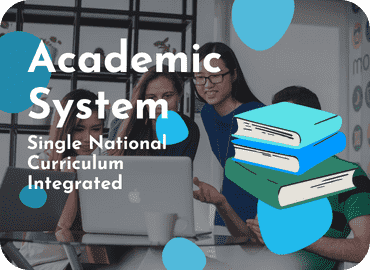 Academic
System
Single National
Curriculum
Integrated